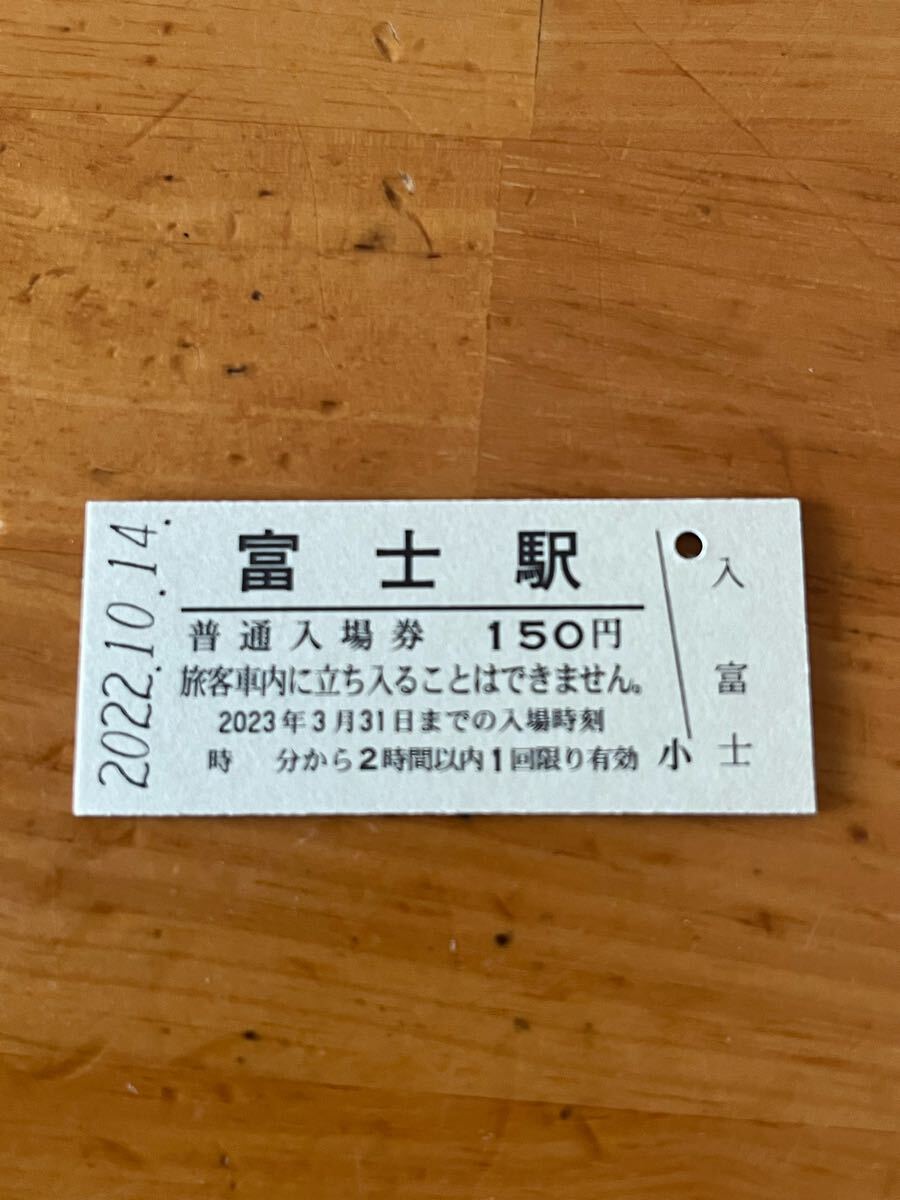 2022.10.14.
富士駅
普通入場券 150円
旅客車内に立ち入ることはできません。
2023年3月31日までの入場時刻
時 分から2時間以内1回限り有効
小
入
富
士